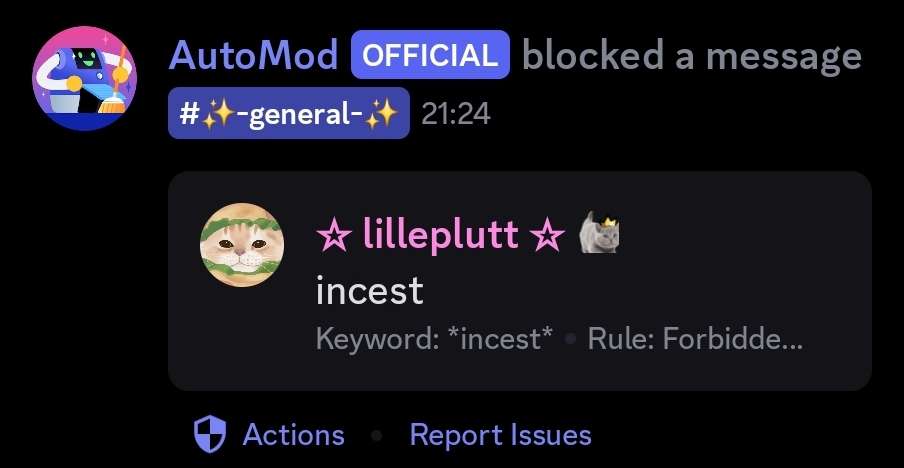 AutoMod OFFICIAL blocked a message
#✨-general-✨ 21:24
☆ lilleplutt ☆
incest
Keyword: *incest* • Rule: Forbidde...
Actions • Report Issues